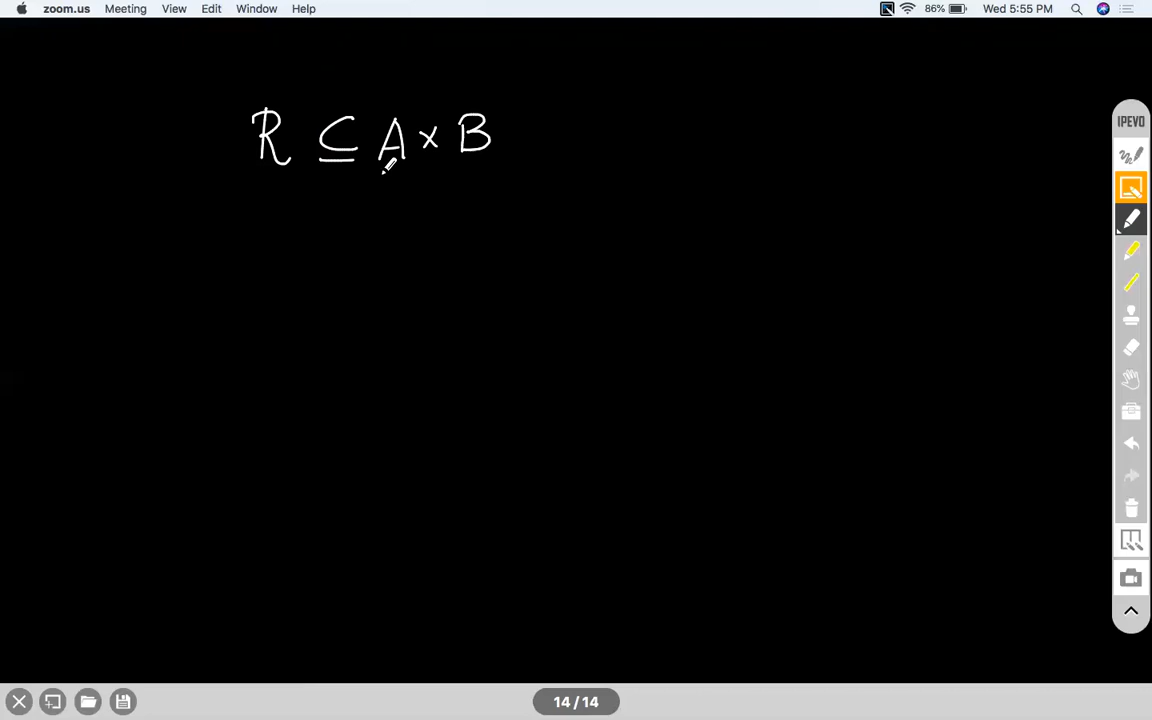 zoom.us Meeting View Edit Window Help 86% Wed 5:55 PM
R ⊆ A × B
IPEVO
14 / 14